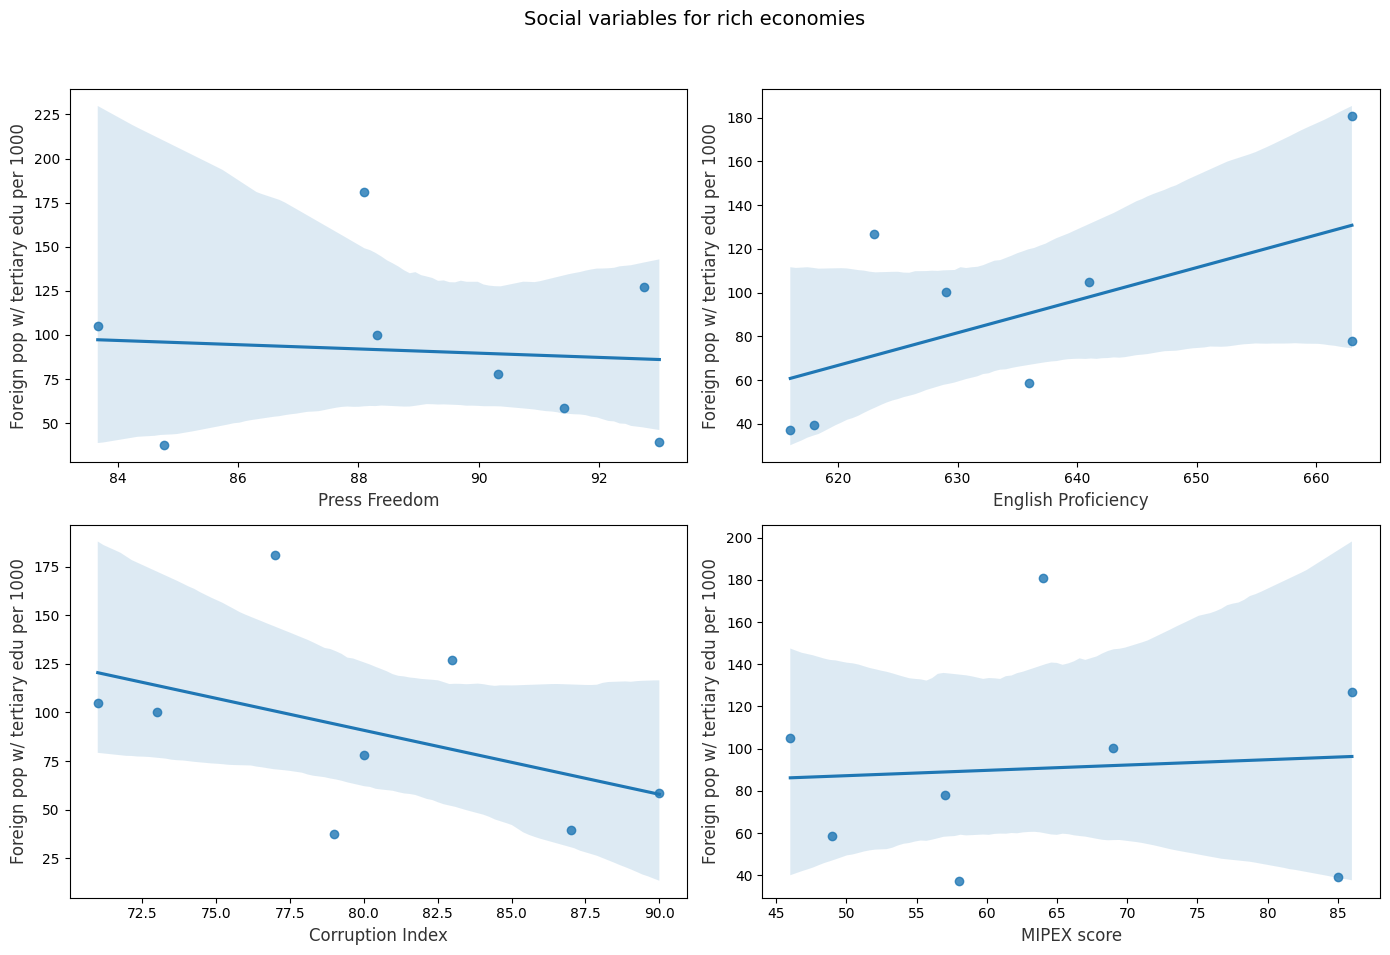 Social variables for rich economies
Foreign pop w/ tertiary edu per 1000
225
200
175
150
125
100
75
50
84 86 88 90 92
Press Freedom
Foreign pop w/ tertiary edu per 1000
180
160
140
120
100
80
60
40
620 630 640 650 660
English Proficiency
Foreign pop w/ tertiary edu per 1000
175
150
125
100
75
50
25
72.5 75.0 77.5 80.0 82.5 85.0 87.5 90.0
Corruption Index
Foreign pop w/ tertiary edu per 1000
200
180
160
140
120
100
80
60
40
45 50 55 60 65 70 75 80 85
MIPEX score